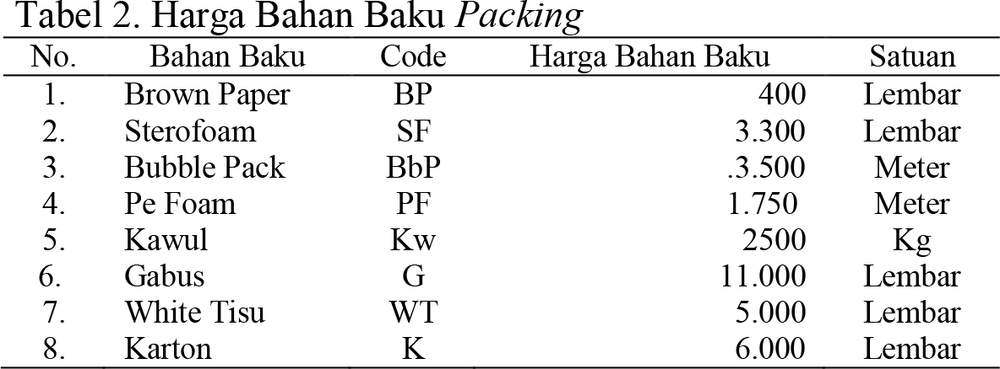 Tabel 2. Harga Bahan Baku Packing
No. Bahan Baku Code Harga Bahan Baku Satuan
1. Brown Paper BP 400 Lembar
2. Sterofoam SF 3.300 Lembar
3. Bubble Pack BbP .3.500 Meter
4. Pe Foam PF 1.750 Meter
5. Kawul Kw 2500 Kg
6. Gabus G 11.000 Lembar
7. White Tisu WT 5.000 Lembar
8. Karton K 6.000 Lembar